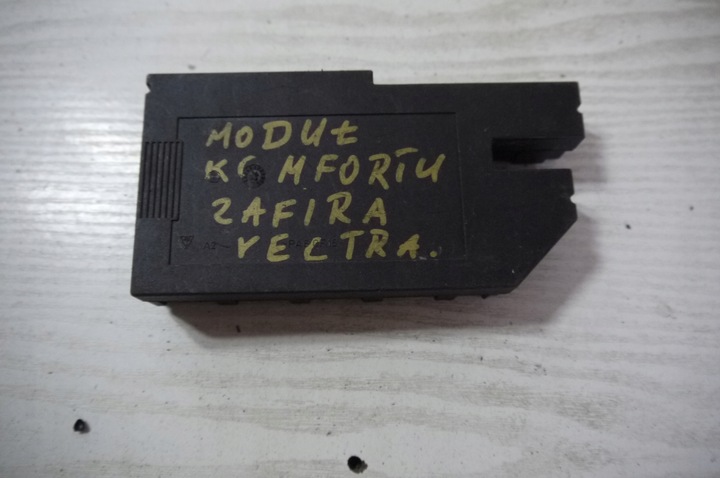 MODUŁ
KOMFORTU
ZAFIRA
VECTRA.